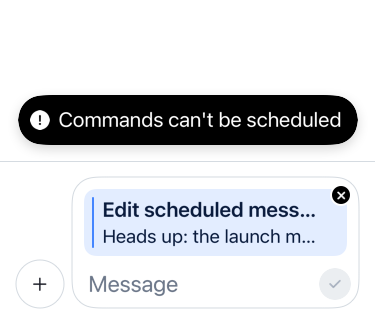 Commands can't be scheduled
Edit scheduled mess...
Heads up: the launch m...
Message